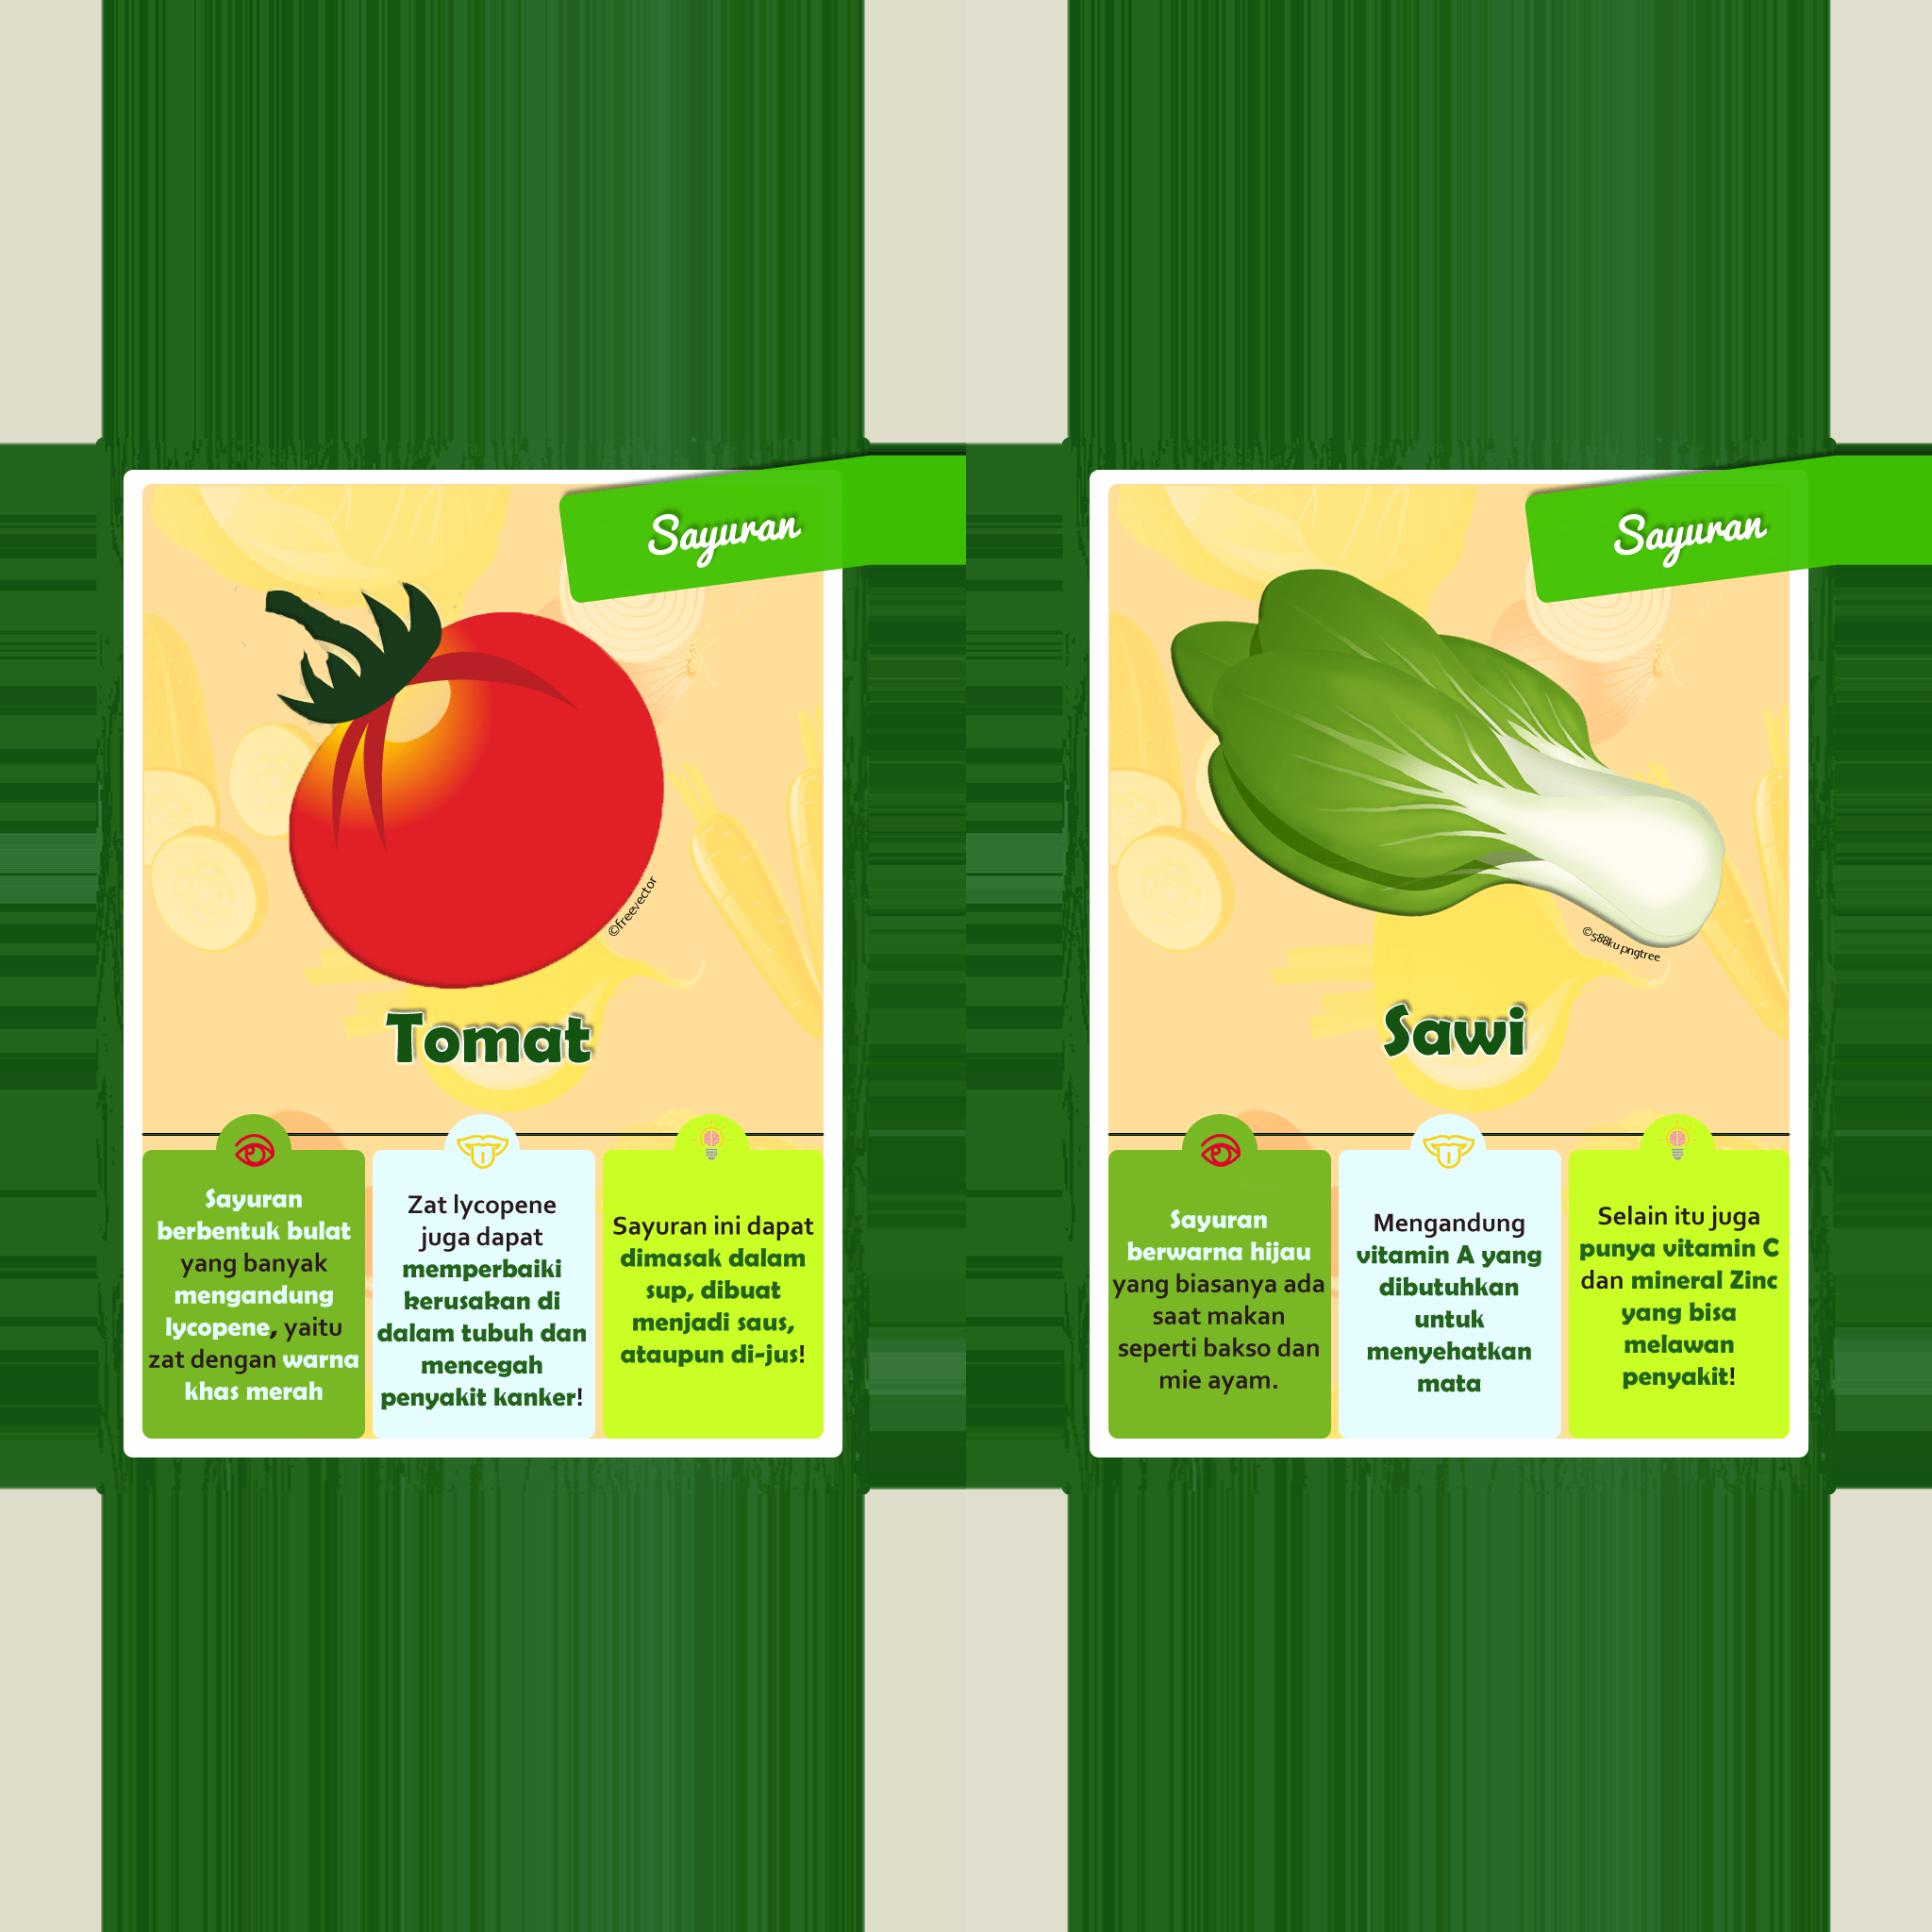 Sayuran
©freevector
Tomat
Sayuran
berbentuk bulat
yang banyak
mengandung
lycopene, yaitu
zat dengan warna
khas merah
Zat lycopene
juga dapat
memperbaiki
kerusakan di
dalam tubuh dan
mencegah
penyakit kanker!
Sayuran ini dapat
dimasak dalam
sup, dibuat
menjadi saus,
ataupun di-jus!
Sayuran
©588ku pngtree
Sawi
Sayuran
berwarna hijau
yang biasanya ada
saat makan
seperti bakso dan
mie ayam.
Mengandung
vitamin A yang
dibutuhkan
untuk
menyehatkan
mata
Selain itu juga
punya vitamin C
dan mineral Zinc
yang bisa
melawan
penyakit!